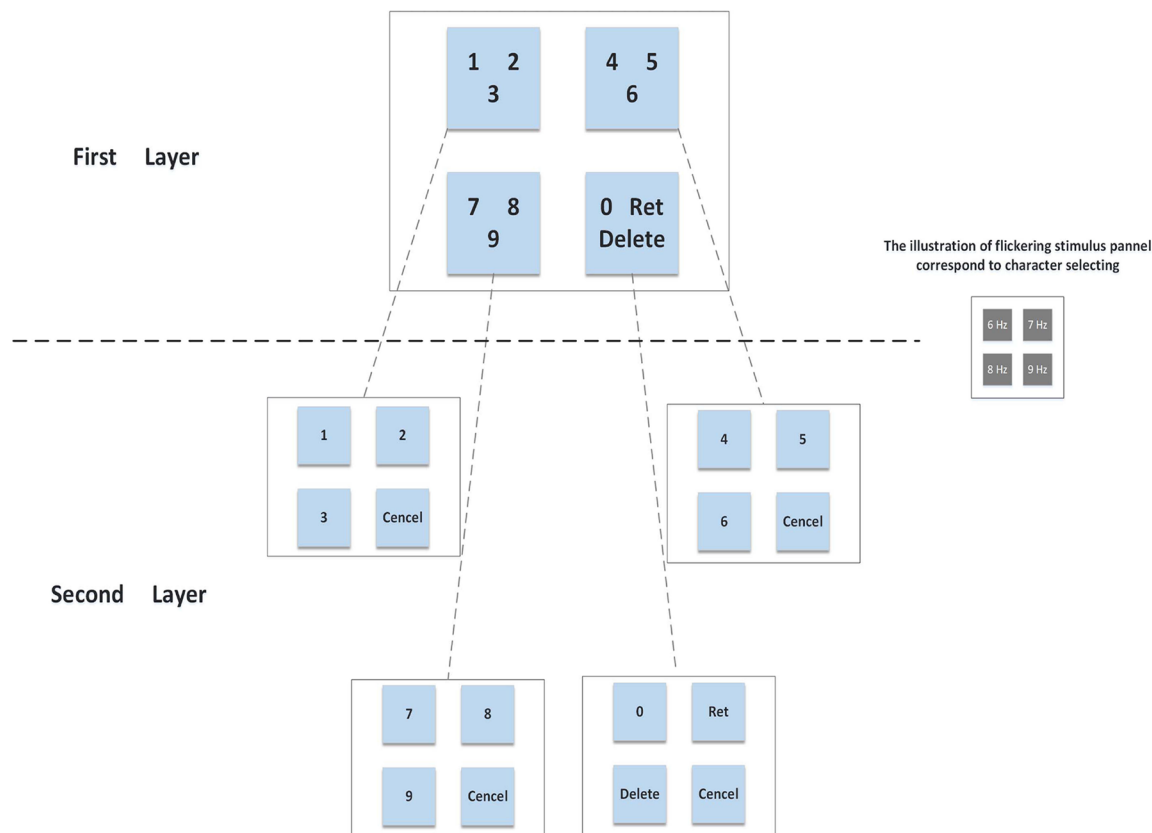 1 2
3
4 5
6
First Layer
7 8
9
0 Ret
Delete
The illustration of flickering stimulus pannel
correspond to character selecting
6 Hz 7 Hz
8 Hz 9 Hz
1 2
3 Cencel
4 5
6 Cencel
Second Layer
7 8
9 Cencel
0 Ret
Delete Cencel